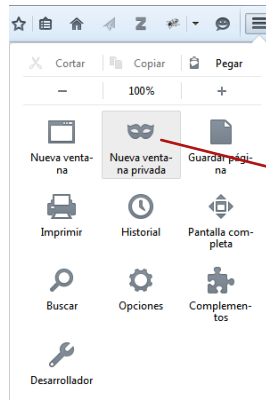 Cortar
Copiar
Pegar
− 100% +
Nueva venta-
na
Nueva venta-
na privada
Guardar pági-
na
Imprimir
Historial
Pantalla com-
pleta
Buscar
Opciones
Complemen-
tos
Desarrollador